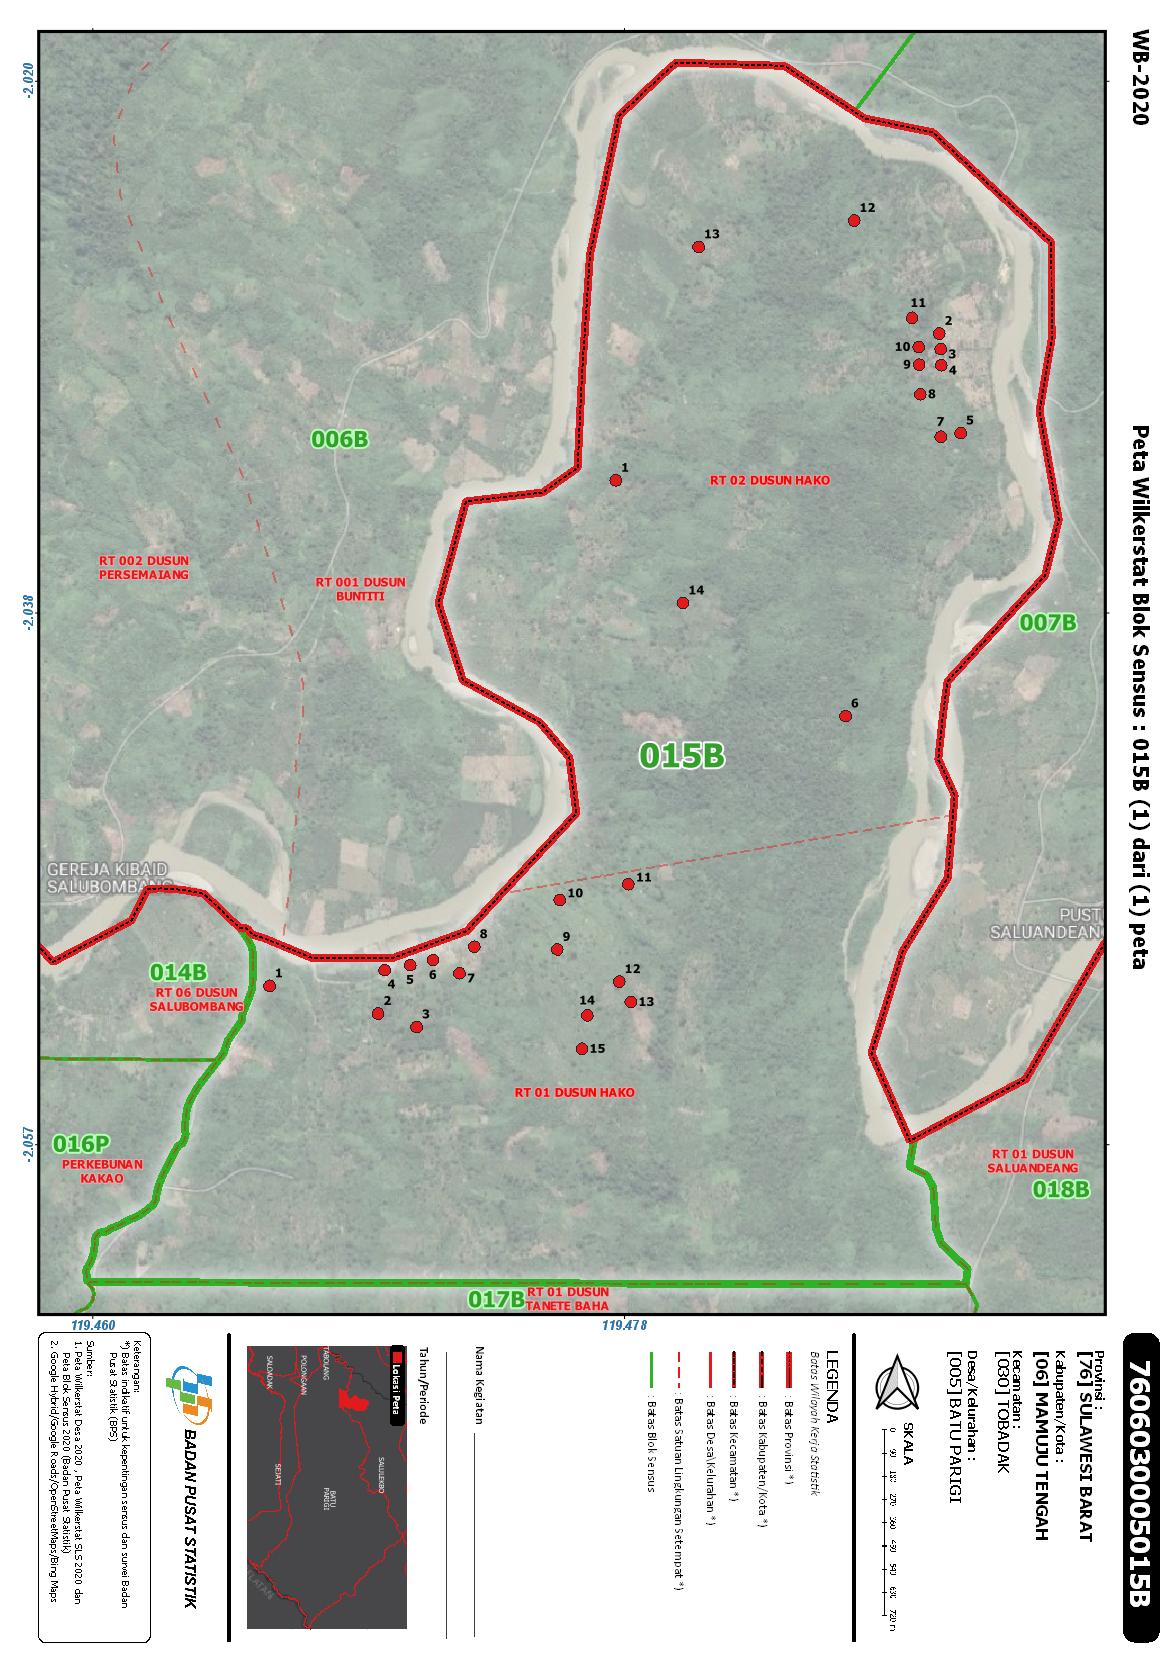 WB-2020
Peta Wilkerstat Blok Sensus : 015B (1) dari (1) peta
7606030005015B
Provinsi :
[76] SULAWESI BARAT
Kabupaten/Kota :
[06] MAMUJU TENGAH
Kecamatan :
[030] TOBADAK
Desa/Kelurahan :
[005] BATU PARIGI
SKALA
0 90 180 270 360 450 540 630 720 m
LEGENDA
Batas Wilayah Kerja Statistik
: Batas Provinsi *)
: Batas Kabupaten/Kota *)
: Batas Kecamatan *)
: Batas Desa\Kelurahan *)
: Batas Satuan Lingkungan Setempat *)
: Batas Blok Sensus
Nama Kegiatan
Tahun/Periode
Lokasi Peta
TABOLANG
POLONGAAN
SALOADAK
SALULEKBO
BATU
PARIGI
SEJATI
BADAN PUSAT STATISTIK
Keterangan:
*) Batas indikatif untuk kepentingan sensus dan survei Badan
Pusat Statistik (BPS)
Sumber:
1. Peta Wilkerstat Desa 2020 , Peta Wilkerstat SLS 2020 dan
Peta Blok Sensus 2020 (Badan Pusat Statistik)
2. Google Hybrid/Google Roads/OpenStreetMaps/Bing Maps
-2.020
-2.038
-2.057
119.460
119.478
12
13
11
2
10
3
9
4
8
7
5
006B
1
RT 02 DUSUN HAKO
RT 002 DUSUN
PERSEMAIANG
RT 001 DUSUN
BUNTITI
14
007B
6
015B
GEREJA KIBAID
SALUBOMBANG
11
10
PUSTU
SALUANDEANG
8
9
6
5
4
7
12
13
14
15
2
3
1
014B
RT 06 DUSUN
SALUBOMBANG
RT 01 DUSUN HAKO
016P
PERKEBUNAN
KAKAO
RT 01 DUSUN
SALUANDEANG
018B
017B
RT 01 DUSUN
TANETE BAHA